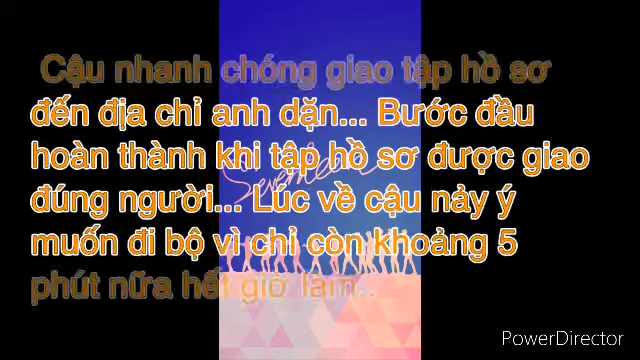 Cậu nhanh chóng giao tập hồ sơ
đến địa chỉ anh dặn... Bước đầu
hoàn thành khi tập hồ sơ được giao
Seventeen
đúng người... Lúc về cậu nảy ý
muốn đi bộ vì chỉ còn khoảng 5
phút nữa hết giờ làm..
PowerDirector